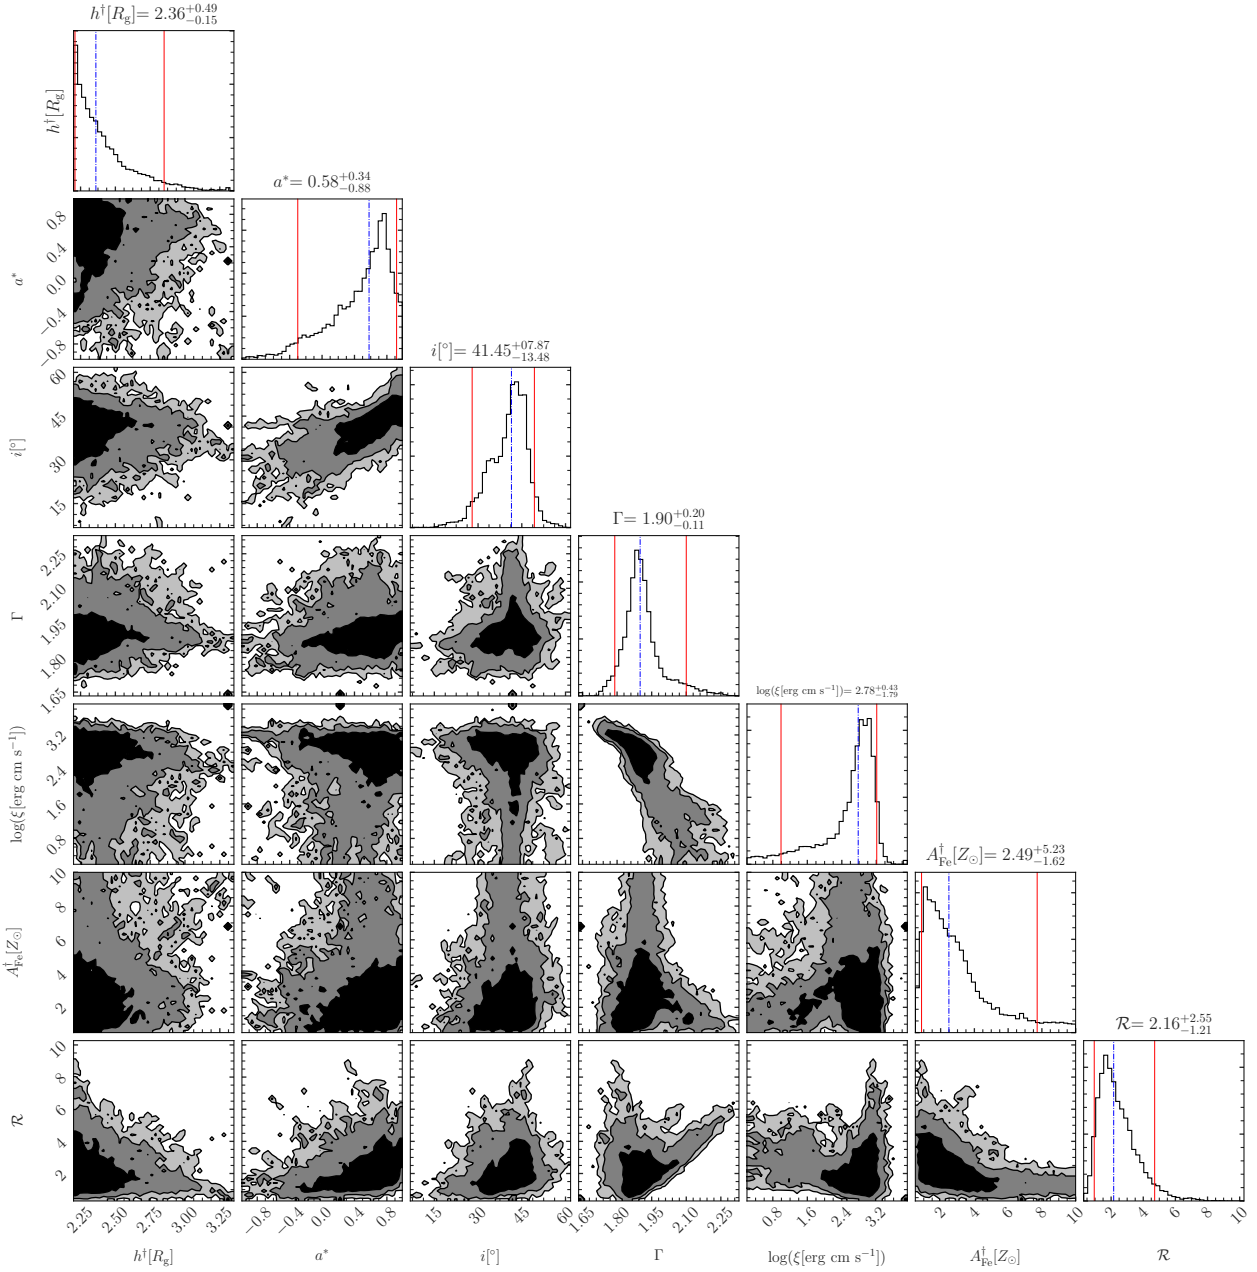 h†[R_g]= 2.36^{+0.49}_{−0.15}
h†[R_g]
a*= 0.58^{+0.34}_{−0.88}
0.8
0.4
0.0
−0.4
−0.8
a*
i[°]= 41.45^{+07.87}_{−13.48}
60
45
30
15
i[°]
Γ= 1.90^{+0.20}_{−0.11}
2.25
2.10
1.95
1.80
1.65
Γ
log(ξ[erg cm s⁻¹])= 2.78^{+0.43}_{−1.79}
3.2
2.4
1.6
0.8
log(ξ[erg cm s⁻¹])
A†_Fe[Z_⊙]= 2.49^{+5.23}_{−1.62}
10
8
6
4
2
A†_Fe[Z_⊙]
ℛ= 2.16^{+2.55}_{−1.21}
10
8
6
4
2
ℛ
2.25 2.50 2.75 3.00 3.25 −0.8 −0.4 0.0 0.4 0.8 15 30 45 60 1.65 1.80 1.95 2.10 2.25 0.8 1.6 2.4 3.2 2 4 6 8 10 2 4 6 8 10
h†[R_g] a* i[°] Γ log(ξ[erg cm s⁻¹]) A†_Fe[Z_⊙] ℛ